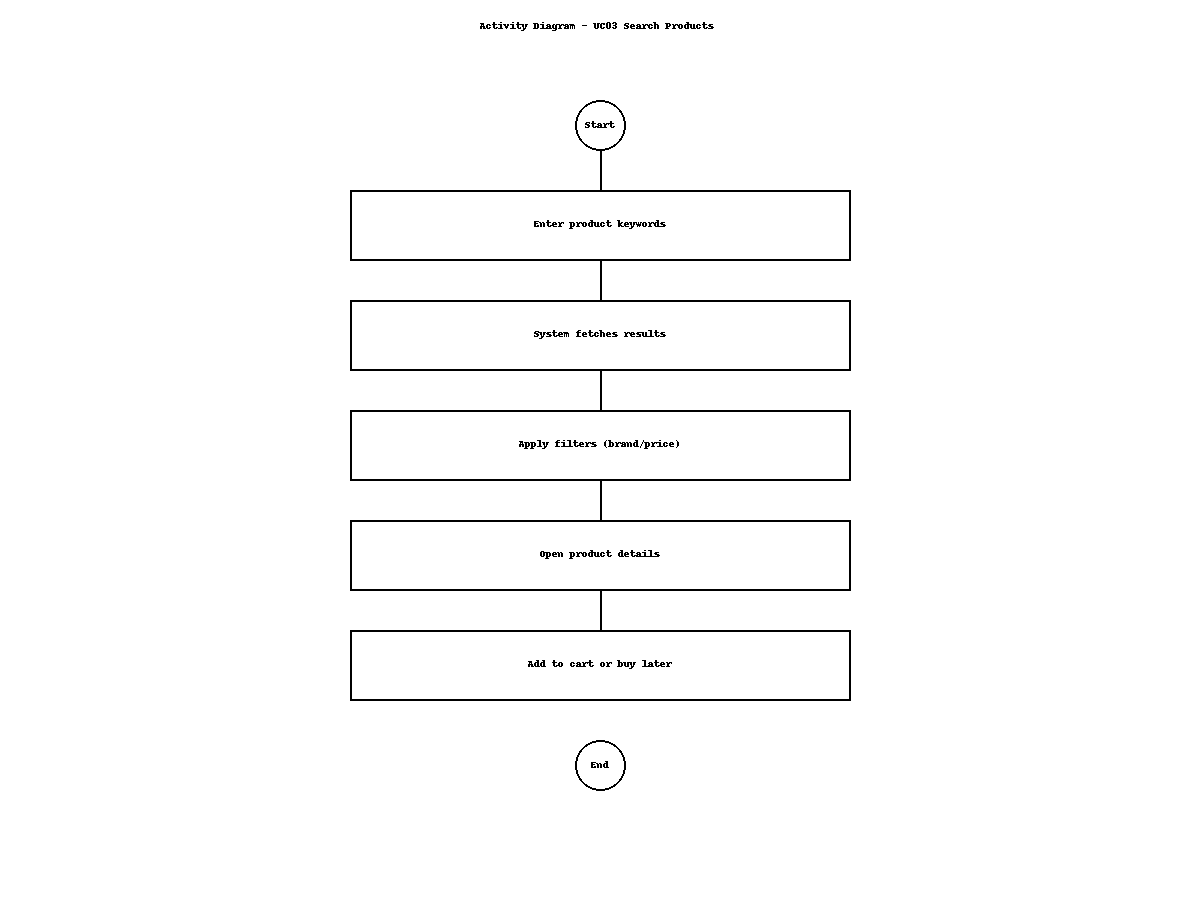 Activity Diagram - UC03 Search Products
Start
Enter product keywords
System fetches results
Apply filters (brand/price)
Open product details
Add to cart or buy later
End